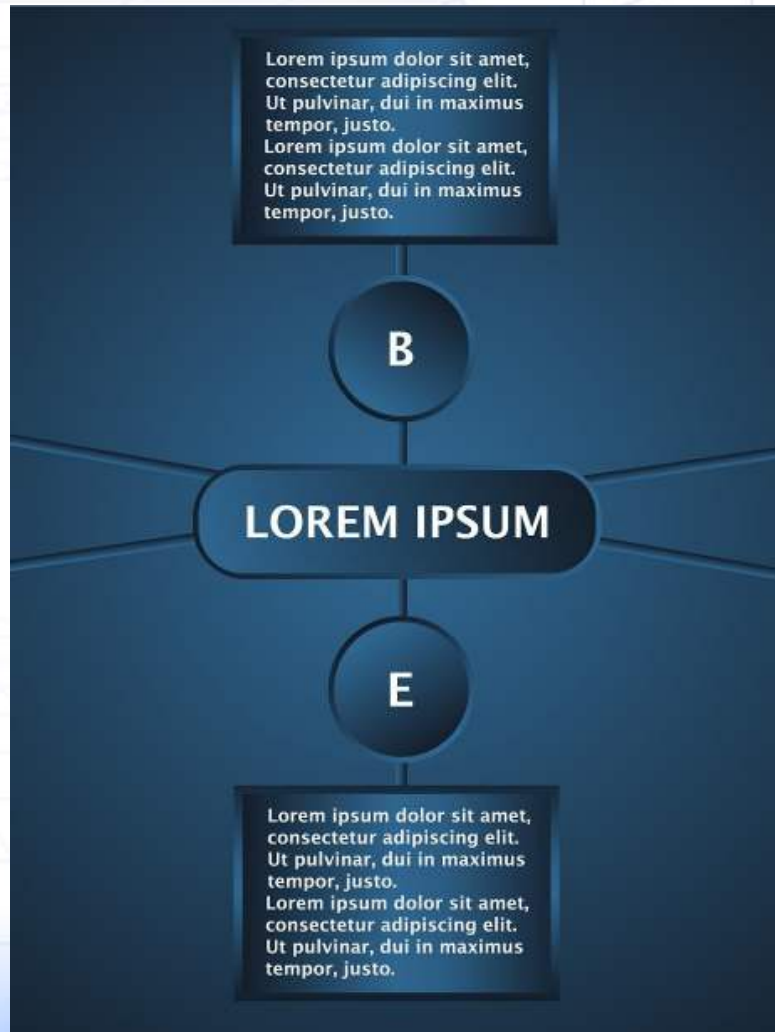 Lorem ipsum dolor sit amet,
consectetur adipiscing elit.
Ut pulvinar, dui in maximus
tempor, justo.
Lorem ipsum dolor sit amet,
consectetur adipiscing elit.
Ut pulvinar, dui in maximus
tempor, justo.
B
LOREM IPSUM
E
Lorem ipsum dolor sit amet,
consectetur adipiscing elit.
Ut pulvinar, dui in maximus
tempor, justo.
Lorem ipsum dolor sit amet,
consectetur adipiscing elit.
Ut pulvinar, dui in maximus
tempor, justo.